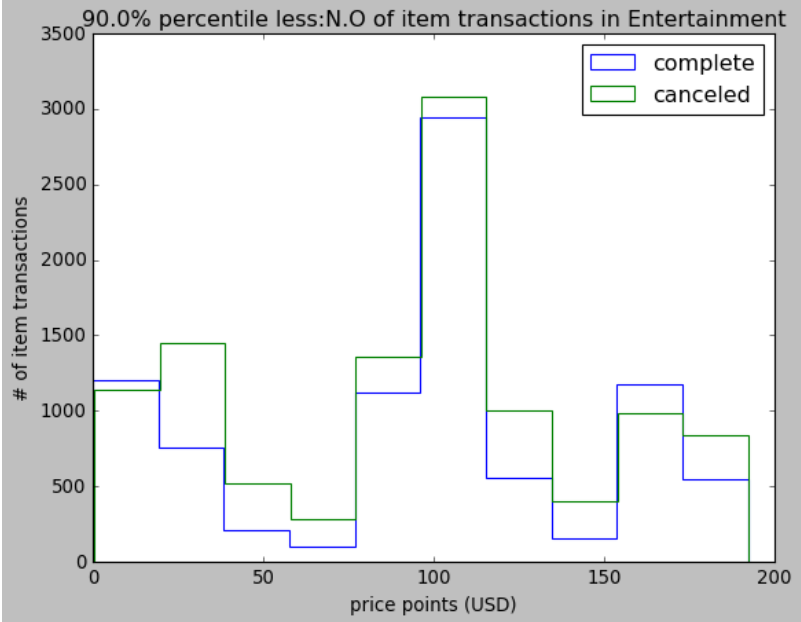 90.0% percentile less:N.O of item transactions in Entertainment
3500
3000
2500
2000
1500
1000
500
0
# of item transactions
complete
canceled
0 50 100 150 200
price points (USD)